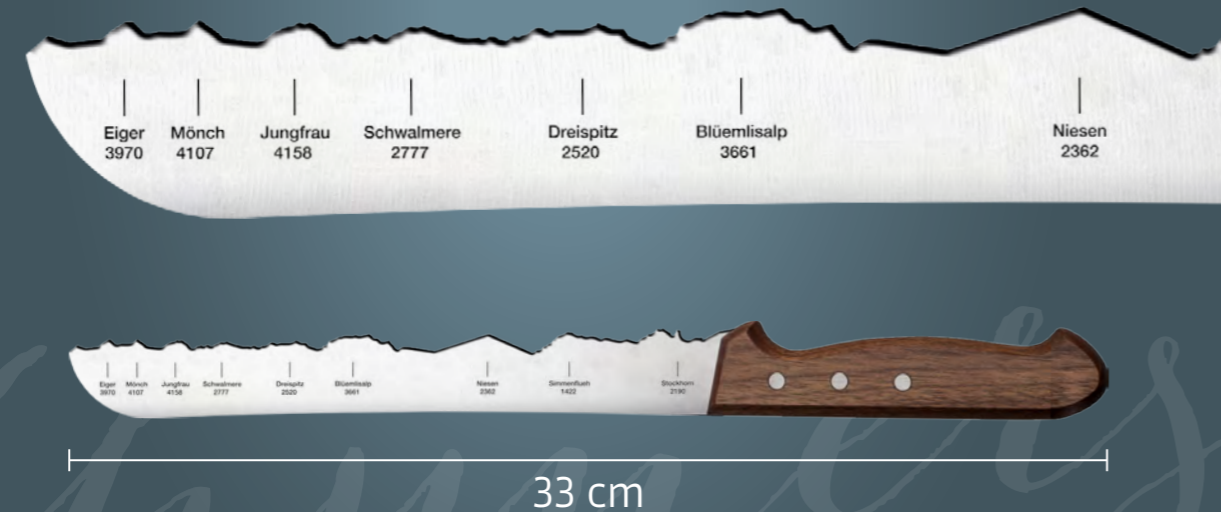 Eiger Mönch Jungfrau Schwalmere Dreispitz Blüemlisalp Niesen
3970 4107 4158 2777 2520 3661 2362
Eiger Mönch Jungfrau Schwalmere Dreispitz Blüemlisalp Niesen Simmenflueh Stockhorn
3970 4107 4158 2777 2520 3661 2362 1422 2190
33 cm